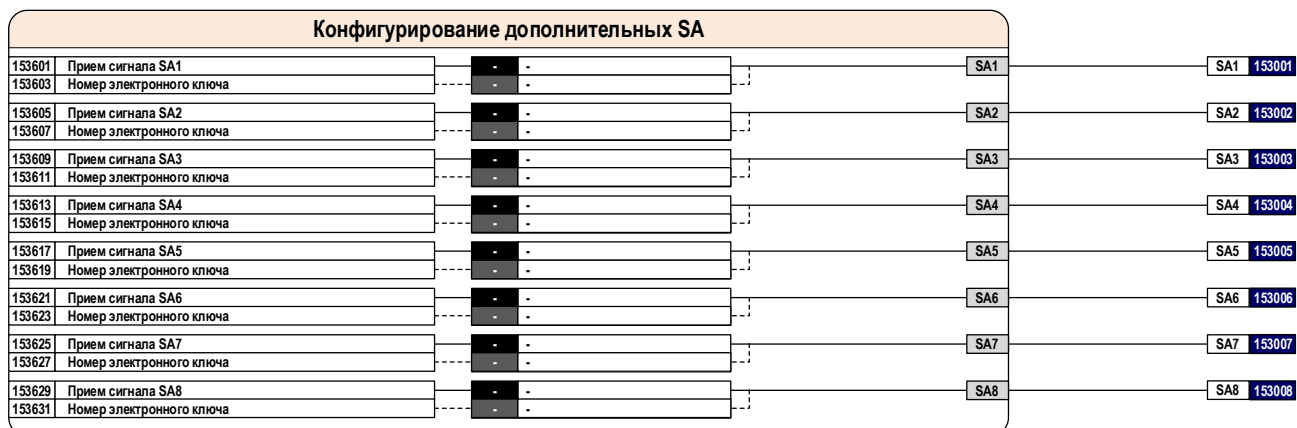 Конфигурирование дополнительных SA
153601 Прием сигнала SA1 - - SA1 SA1 153001
153603 Номер электронного ключа - -
153605 Прием сигнала SA2 - - SA2 SA2 153002
153607 Номер электронного ключа - -
153609 Прием сигнала SA3 - - SA3 SA3 153003
153611 Номер электронного ключа - -
153613 Прием сигнала SA4 - - SA4 SA4 153004
153615 Номер электронного ключа - -
153617 Прием сигнала SA5 - - SA5 SA5 153005
153619 Номер электронного ключа - -
153621 Прием сигнала SA6 - - SA6 SA6 153006
153623 Номер электронного ключа - -
153625 Прием сигнала SA7 - - SA7 SA7 153007
153627 Номер электронного ключа - -
153629 Прием сигнала SA8 - - SA8 SA8 153008
153631 Номер электронного ключа - -